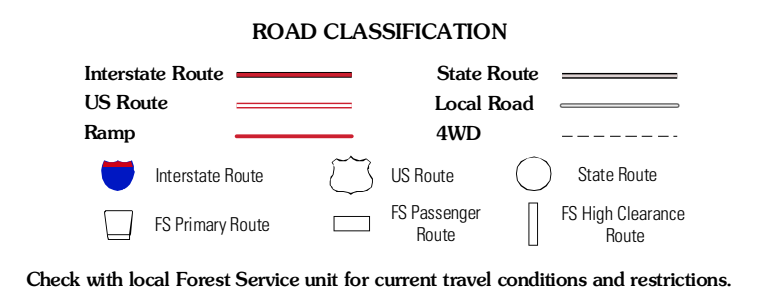 ROAD CLASSIFICATION
Interstate Route
State Route
US Route
Local Road
Ramp
4WD
Interstate Route
US Route
State Route
FS Primary Route
FS Passenger
Route
FS High Clearance
Route
Check with local Forest Service unit for current travel conditions and restrictions.